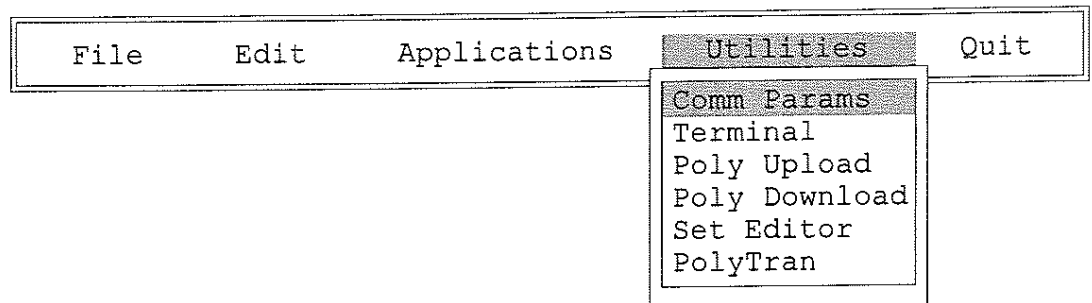 File Edit Applications Utilities Quit
Comm Params
Terminal
Poly Upload
Poly Download
Set Editor
PolyTran